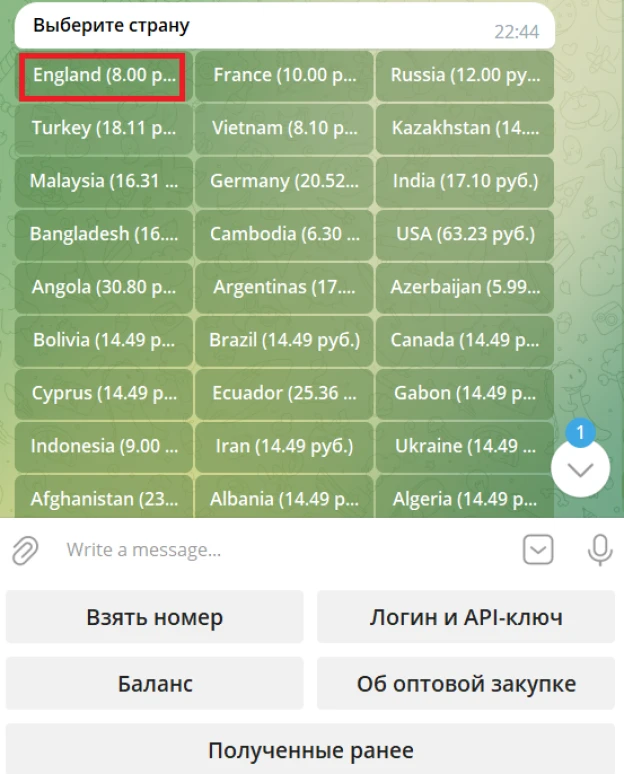 Выберите страну
22:44
England (8.00 р... France (10.00 р... Russia (12.00 ру...
Turkey (18.11 р... Vietnam (8.10 р... Kazakhstan (14....
Malaysia (16.31 ... Germany (20.52... India (17.10 руб.)
Bangladesh (16.... Cambodia (6.30 ... USA (63.23 руб.)
Angola (30.80 р... Argentinas (17.... Azerbaijan (5.99...
Bolivia (14.49 р... Brazil (14.49 руб.) Canada (14.49 р...
Cyprus (14.49 р... Ecuador (25.36 ... Gabon (14.49 р...
1
Indonesia (9.00 ... Iran (14.49 руб.) Ukraine (14.49 ...
Afghanistan (23... Albania (14.49 р... Algeria (14.49 р...
Write a message...
Взять номер Логин и API-ключ
Баланс Об оптовой закупке
Полученные ранее